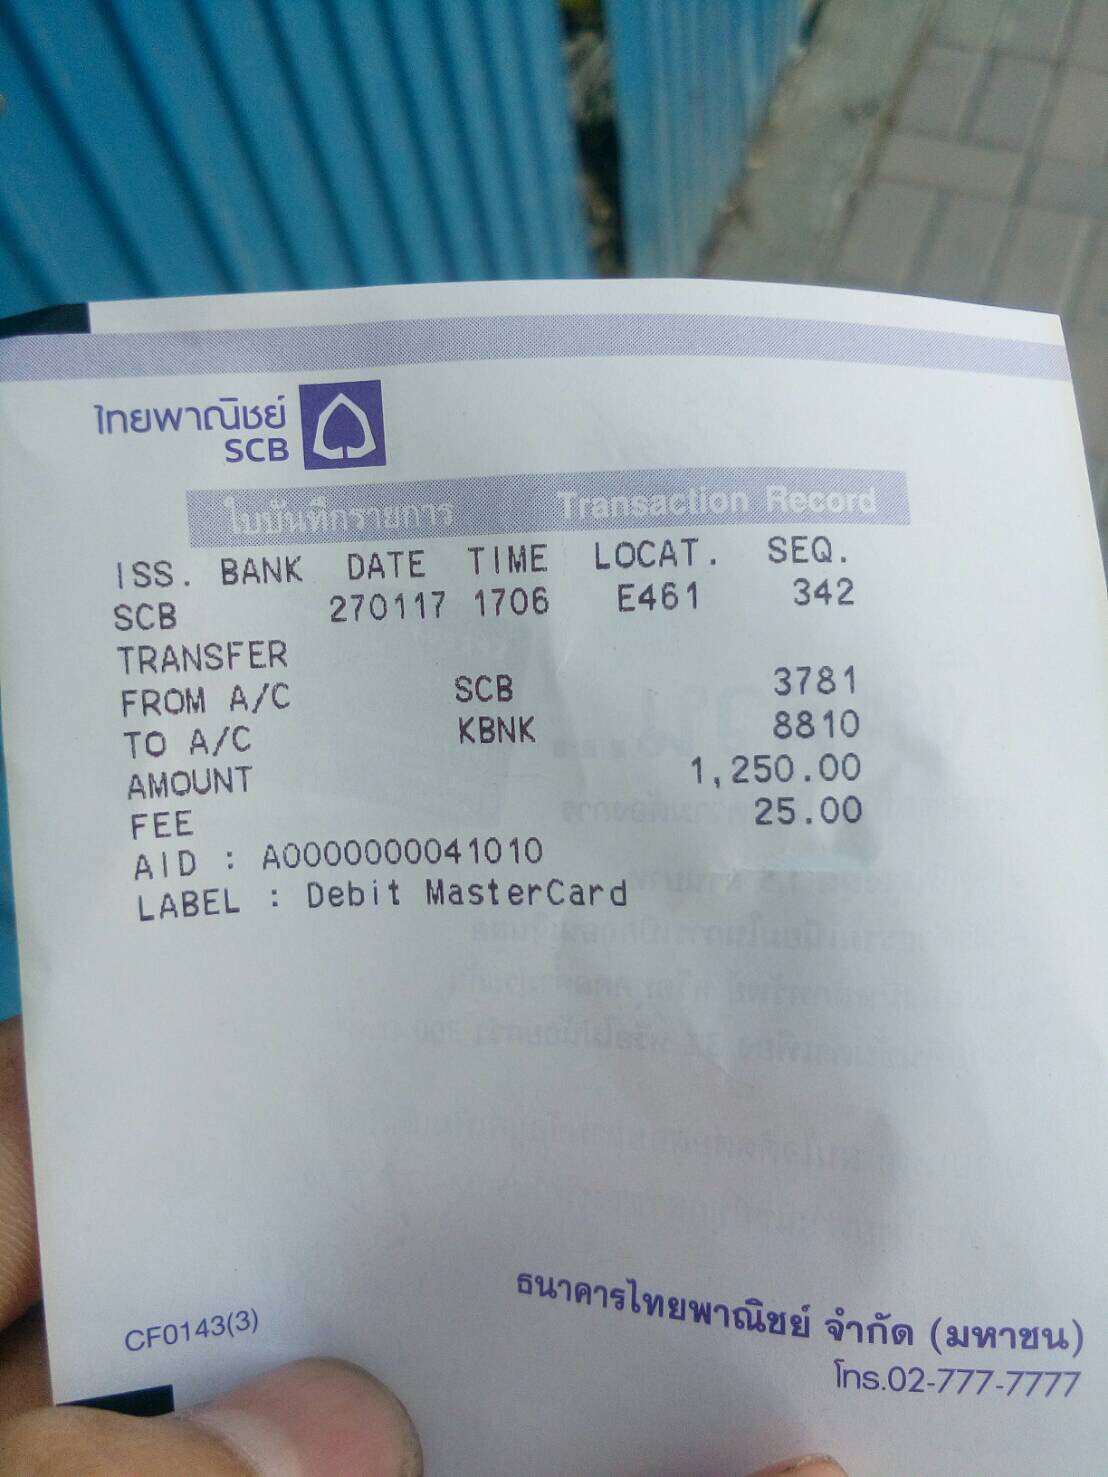 ไทยพาณิชย์
SCB
ใบบันทึกรายการ Transaction Record
ISS. BANK DATE TIME LOCAT. SEQ.
SCB 270117 1706 E461 342
TRANSFER
FROM A/C SCB 3781
TO A/C KBNK 8810
AMOUNT 1,250.00
FEE 25.00
AID : A0000000041010
LABEL : Debit MasterCard
ธนาคารไทยพาณิชย์ จำกัด (มหาชน)
CF0143(3)
โทร.02-777-7777